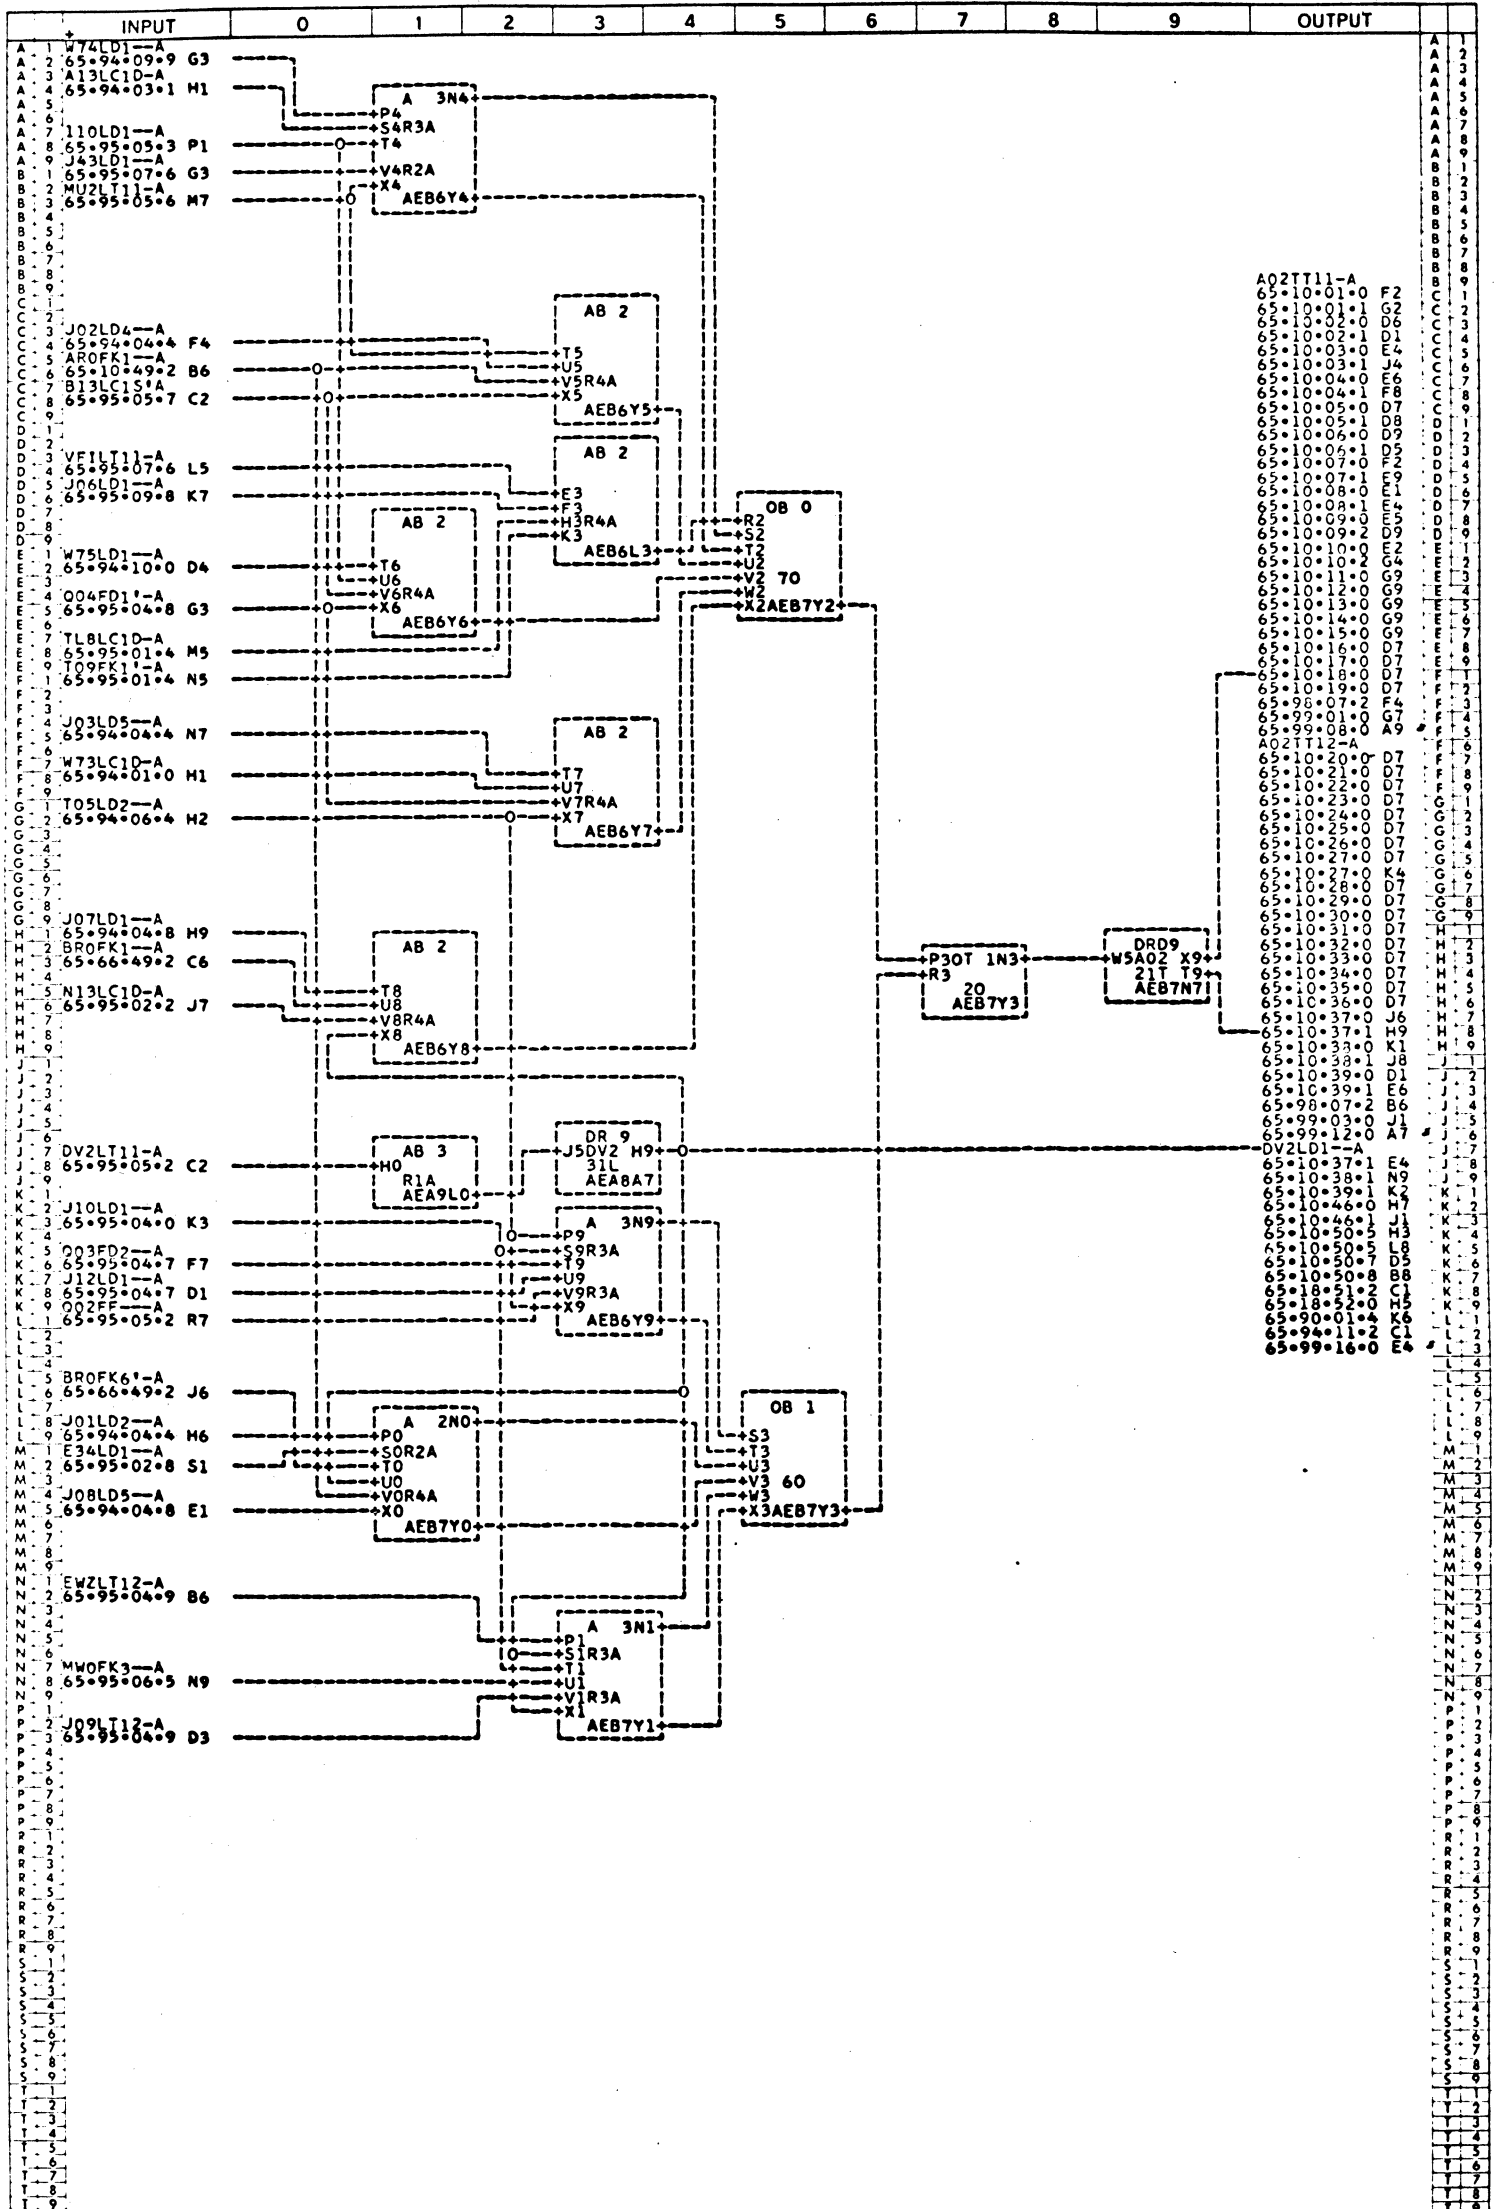 INPUT 0 1 2 3 4 5 6 7 8 9 OUTPUT
W74LD1--A
65•94•09•9 G3
A13LC1D-A
65•94•03•1 H1
110LD1--A
65•95•05•3 P1
J43LD1--A
65•95•07•6 G3
MU2LT11-A
65•95•05•6 M7
J02LD4--A
65•94•04•4 F4
AR0FK1--A
65•10•49•2 B6
B13LC1S'A
65•95•05•7 C2
VF1LT11-A
65•95•07•6 L5
J06LD1--A
65•95•09•8 K7
W75LD1--A
65•94•10•0 D4
Q04FD1'-A
65•95•04•8 G3
TL8LC1D-A
65•95•01•4 M5
T09FK1'-A
65•95•01•4 N5
J03LD5--A
65•94•04•4 N7
W73LC1D-A
65•94•01•0 H1
T05LD2--A
65•94•06•4 H2
J07LD1--A
65•94•04•8 H9
BR0FK1--A
65•66•49•2 C6
N13LC1D-A
65•95•02•2 J7
DV2LT11-A
65•95•05•2 C2
J10LD1--A
65•95•04•0 K3
Q03FD2--A
65•95•04•7 F7
J12LD1--A
65•95•04•7 D1
Q02FF---A
65•95•05•2 R7
BR0FK6'-A
65•66•49•2 J6
J01LD2--A
65•94•04•4 H6
E34LD1--A
65•95•02•8 S1
J08LD5--A
65•94•04•8 E1
EWZLT12-A
65•95•04•9 B6
MW0FK3--A
65•95•06•5 N9
J09LT12-A
65•95•04•9 D3
A 3N4
P4
S4R3A
T4
V4R2A
X4
AEB6Y4
AB 2
T5
U5
V5R4A
X5
AEB6Y5
AB 2
E3
F3
H3R4A
K3
AEB6L3
AB 2
T6
U6
V6R4A
X6
AEB6Y6
OB 0
R2
S2
T2
U2
V2 70
W2
X2AEB7Y2
AB 2
T7
U7
V7R4A
X7
AEB6Y7
AB 2
T8
U8
V8R4A
X8
AEB6Y8
P3OT 1N3
R3
20
AEB7Y3
DRD9
W5A02 X9
21T T9
AEB7N7
AB 3
H0
R1A
AEA9L0
DR 9
J5DV2 H9
31L
AEA8A7
A 3N9
P9
S9R3A
T9
U9
V9R3A
X9
AEB6Y9
A 2N0
P0
S0R2A
T0
U0
V0R4A
X0
AEB7Y0
OB 1
S3
T3
U3
V3 60
W3
X3AEB7Y3
A 3N1
P1
S1R3A
T1
U1
V1R3A
X1
AEB7Y1
A02TT11-A
65•10•01•0 F2
65•10•01•1 G2
65•10•02•0 D6
65•10•02•1 D1
65•10•03•0 E4
65•10•03•1 J4
65•10•04•0 E6
65•10•04•1 F8
65•10•05•0 D7
65•10•05•1 D8
65•10•06•0 D9
65•10•06•1 D5
65•10•07•0 F2
65•10•07•1 E9
65•10•08•0 E1
65•10•08•1 E4
65•10•09•0 E5
65•10•09•2 D9
65•10•10•0 E2
65•10•10•2 G4
65•10•11•0 G9
65•10•12•0 G9
65•10•13•0 G9
65•10•14•0 G9
65•10•15•0 G9
65•10•16•0 D7
65•10•17•0 D7
65•10•18•0 D7
65•10•19•0 D7
65•98•07•2 F4
65•99•01•0 G7
65•99•08•0 A9
A02TT12-A
65•10•20•0 D7
65•10•21•0 D7
65•10•22•0 D7
65•10•23•0 D7
65•10•24•0 D7
65•10•25•0 D7
65•10•26•0 D7
65•10•27•0 D7
65•10•27•0 K4
65•10•28•0 D7
65•10•29•0 D7
65•10•30•0 D7
65•10•31•0 D7
65•10•32•0 D7
65•10•33•0 D7
65•10•34•0 D7
65•10•35•0 D7
65•10•36•0 D7
65•10•37•0 J6
65•10•37•1 H9
65•10•38•0 K1
65•10•38•1 J8
65•10•39•0 D1
65•10•39•1 E6
65•98•07•2 B6
65•99•03•0 J1
65•99•12•0 A7
DV2LD1--A
65•10•37•1 E4
65•10•38•1 N9
65•10•39•1 K2
65•10•46•0 H7
65•10•46•1 J1
65•10•50•5 H3
65•10•50•5 L8
65•10•50•7 D5
65•10•50•8 B8
65•18•51•2 C1
65•18•52•0 H5
65•90•01•4 K6
65•94•11•2 C1
65•99•16•0 E4